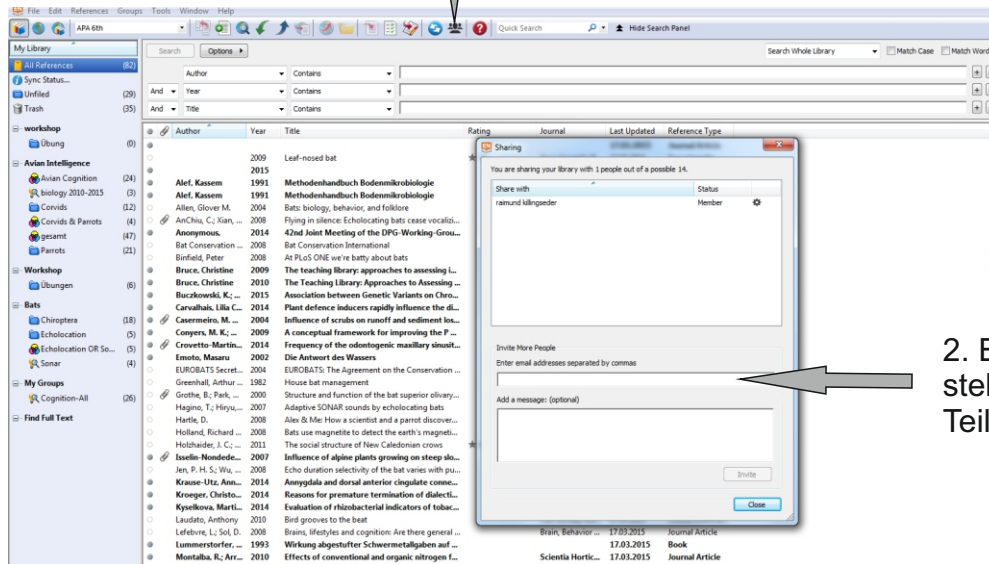 File Edit References Groups Tools Window Help
APA 6th Quick Search Hide Search Panel
My Library
All References (82)
Sync Status...
Unfiled (29)
Trash (35)
workshop
Übung (0)
Avian Intelligence
Avian Cognition (24)
biology 2010-2015 (3)
Corvids (12)
Corvids & Parrots (4)
gesamt (47)
Parrots (21)
Workshop
Übungen (6)
Bats
Chiroptera (18)
Echolocation (5)
Echolocation OR So... (5)
Sonar (4)
My Groups
Cognition-All (26)
Find Full Text
Search Options Search Whole Library Match Case Match Word
Author Contains
And Year Contains
And Title Contains
Author Year Title Rating Journal Last Updated Reference Type
2009 Leaf-nosed bat
2015
Alef, Kassem 1991 Methodenhandbuch Bodenmikrobiologie
Alef, Kassem 1991 Methodenhandbuch Bodenmikrobiologie
Allen, Glover M. 2004 Bats: biology, behavior, and folklore
AnChiu, C.; Xian, ... 2008 Flying in silence: Echolocating bats cease vocalizi...
Anonymous, 2014 42nd Joint Meeting of the DPG-Working-Grou...
Bat Conservation ... 2008 Bat Conservation International
Binfield, Peter 2008 At PLoS ONE we're batty about bats
Bruce, Christine 2009 The teaching library: approaches to assessing i...
Bruce, Christine 2010 The Teaching Library: Approaches to Assessing ...
Buczkowski, K.; ... 2015 Association between Genetic Variants on Chro...
Carvalhais, Lilia C... 2014 Plant defence inducers rapidly influence the di...
Casermeiro, M. ... 2004 Influence of scrubs on runoff and sediment los...
Conyers, M. K.; ... 2009 A conceptual framework for improving the P ...
Crovetto-Martín... 2014 Frequency of the odontogenic maxillary sinusit...
Emoto, Masaru 2002 Die Antwort des Wassers
EUROBATS Secret... 2004 EUROBATS: The Agreement on the Conservation ...
Greenhall, Arthur ... 1982 House bat management
Grothe, B.; Park, ... 2000 Structure and function of the bat superior olivary...
Hagino, T.; Hiryu,... 2007 Adaptive SONAR sounds by echolocating bats
Hartle, D. 2008 Alex & Me: How a scientist and a parrot discover...
Holland, Richard ... 2008 Bats use magnetite to detect the earth's magneti...
Holzhaider, J. C.; ... 2011 The social structure of New Caledonian crows
Isselin-Nondede... 2007 Influence of alpine plants growing on steep slo...
Jen, P. H. S.; Wu, ... 2008 Echo duration selectivity of the bat varies with pu...
Krause-Utz, Ann... 2014 Amygdala and dorsal anterior cingulate conne...
Kroeger, Christo... 2014 Reasons for premature termination of dialecti...
Kyselkova, Marti... 2014 Evaluation of rhizobacterial indicators of tobac...
Laudato, Anthony 2010 Bird grooves to the beat
Lefebvre, L.; Sol, D. 2008 Brains, lifestyles and cognition: Are there general ... Brain, Behavior ... 17.03.2015 Journal Article
Lummerstorfer, ... 1993 Wirkung abgestufter Schwermetallgaben auf ... 17.03.2015 Book
Montalba, R.; Arr... 2010 Effects of conventional and organic nitrogen f... Scientia Hortic... 17.03.2015 Journal Article
Sharing
You are sharing your library with 1 people out of a possible 14.
Share with Status
raimund killingseder Member
Invite More People
Enter email addresses separated by commas
Add a message: (optional)
Invite
Close
2. E
stel
Teil